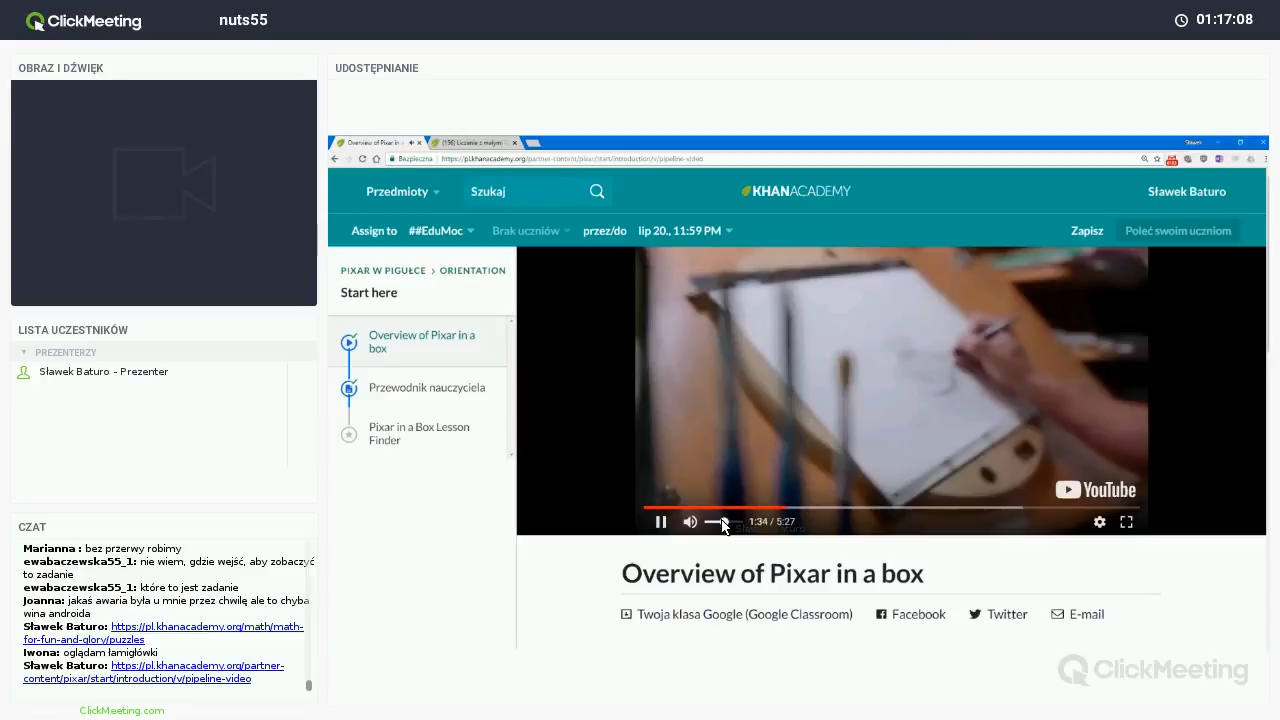 ClickMeeting
nuts55
01:17:08
OBRAZ I DŹWIĘK
LISTA UCZESTNIKÓW
PREZENTERZY
Sławek Baturo - Prezenter
CZAT
Marianna : bez przerwy robimy
ewabaczewska55_1: nie wiem, gdzie wejść, aby zobaczyć
to zadanie
ewabaczewska55_1: które to jest zadanie
Joanna: jakaś awaria była u mnie przez chwilę ale to chyba
wina androida
Sławek Baturo: https://pl.khanacademy.org/math/math-
for-fun-and-glory/puzzles
Iwona: oglądam łamigłówki
Sławek Baturo: https://pl.khanacademy.org/partner-
content/pixar/start/introduction/v/pipeline-video
ClickMeeting.com
UDOSTĘPNIANIE
Overview of Pixar in
(156) Liczenie z małymi
Sławek
Bezpieczna
https://pl.khanacademy.org/partner-content/pixar/start/introduction/v/pipeline-video
Przedmioty
Szukaj
KHANACADEMY
Sławek Baturo
Assign to ##EduMoc Brak uczniów przez/do lip 20., 11:59 PM
Zapisz
Poleć swoim uczniom
PIXAR W PIGUŁCE > ORIENTATION
Start here
Overview of Pixar in a
box
Przewodnik nauczyciela
Pixar in a Box Lesson
Finder
YouTube
1:34 / 5:27
Overview of Pixar in a box
Twoja klasa Google (Google Classroom)
Facebook
Twitter
E-mail
ClickMeeting